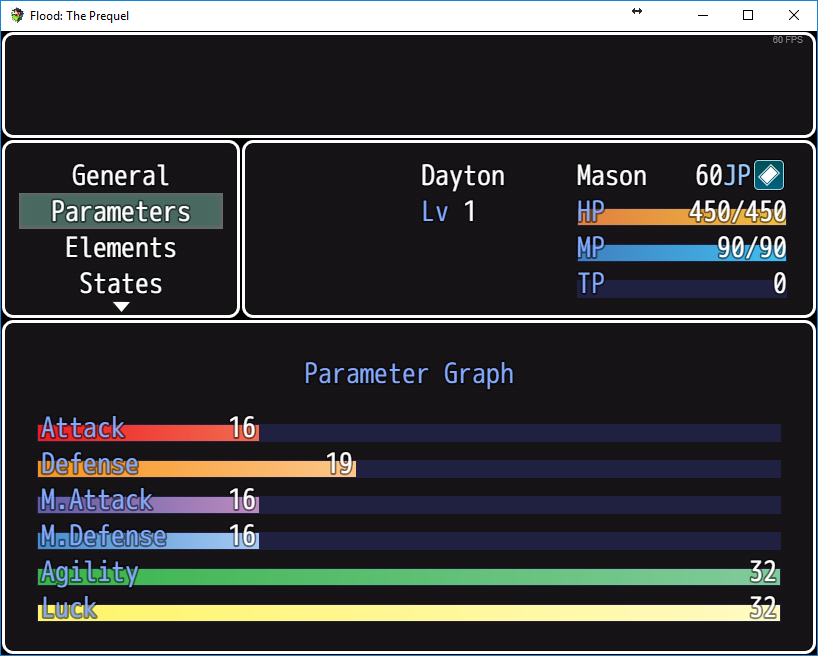 Flood: The Prequel
60 FPS
General
Parameters
Elements
States
Dayton Mason 60JP
Lv 1 HP 450/450
MP 90/90
TP 0
Parameter Graph
Attack 16
Defense 19
M.Attack 16
M.Defense 16
Agility 32
Luck 32